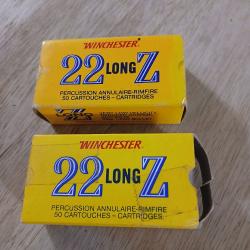 WINCHESTER
22 LONG Z
PERCUSSION ANNULAIRE-RIMFIRE
50 CARTOUCHES - CARTRIDGES
WINCHESTER
22 LONG Z
PERCUSSION ANNULAIRE-RIMFIRE
50 CARTOUCHES - CARTRIDGES